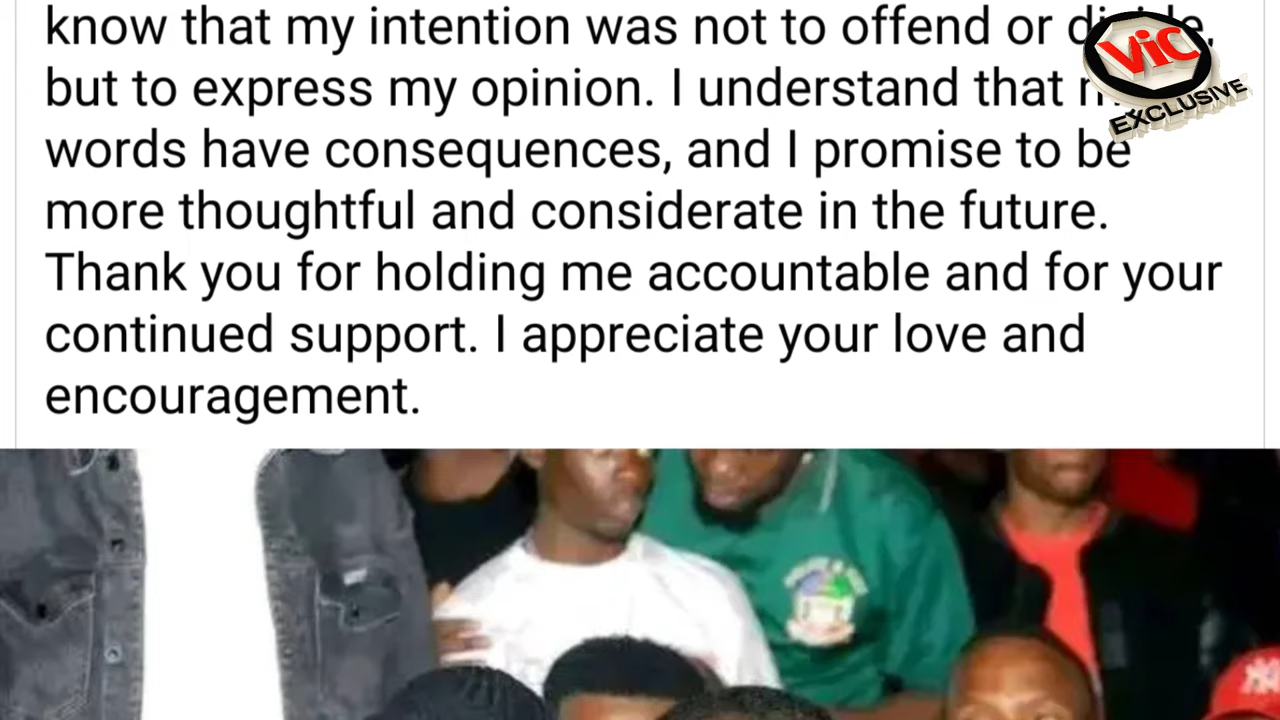 know that my intention was not to offend or divide,
but to express my opinion. I understand that
words have consequences, and I promise to be
more thoughtful and considerate in the future.
Thank you for holding me accountable and for your
continued support. I appreciate your love and
encouragement.
ViC
EXCLUSIVE
NY